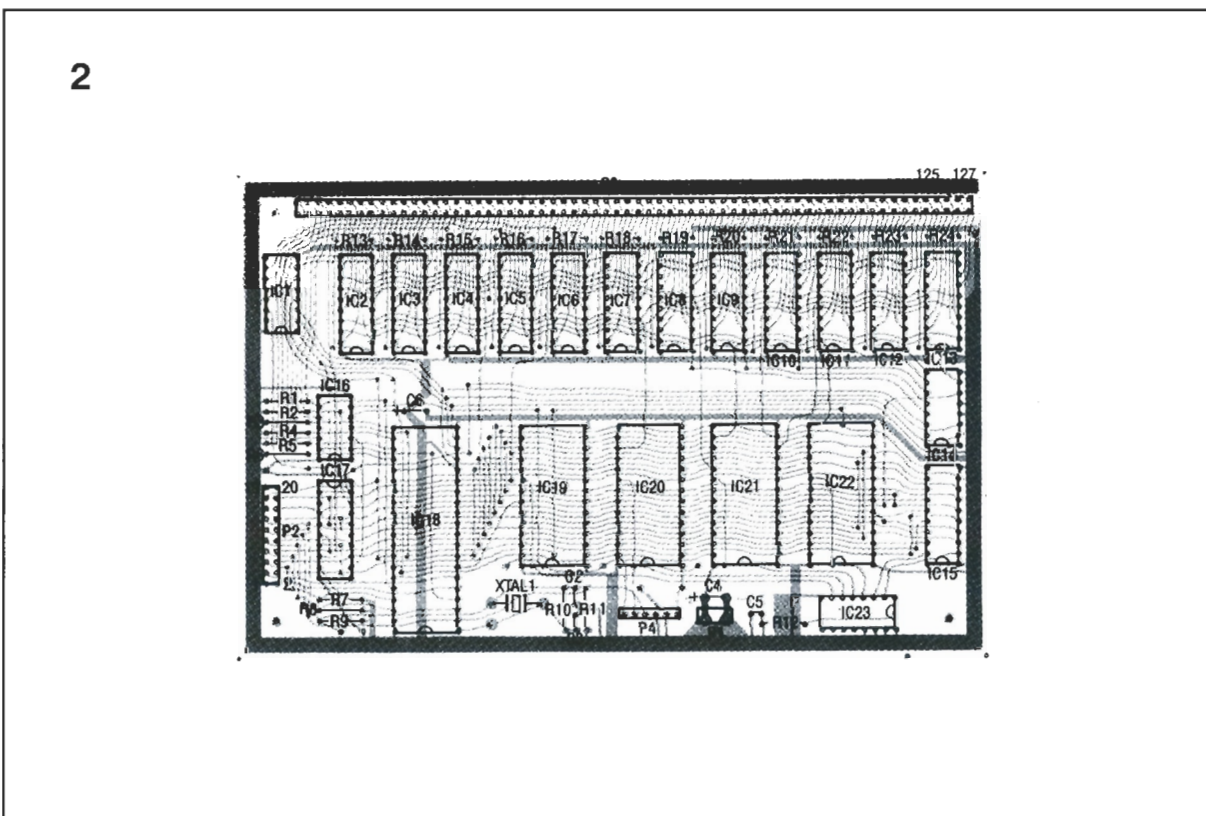 2
125 127
R13 R14 R15 R16 R17 R18 R19 R20 R21 R22 R23 R24
IC1 IC2 IC3 IC4 IC5 IC6 IC7 IC8 IC9
IC10 IC11 IC12 IC13
IC16
R1
C6
R2
R4
R5
IC14
IC17
20
IC19 IC20 IC21 IC22
IC18
P2
2
IC15
XTAL1
C4
R7
R8
R10 R11
C5
IC23
R9
P4
R12